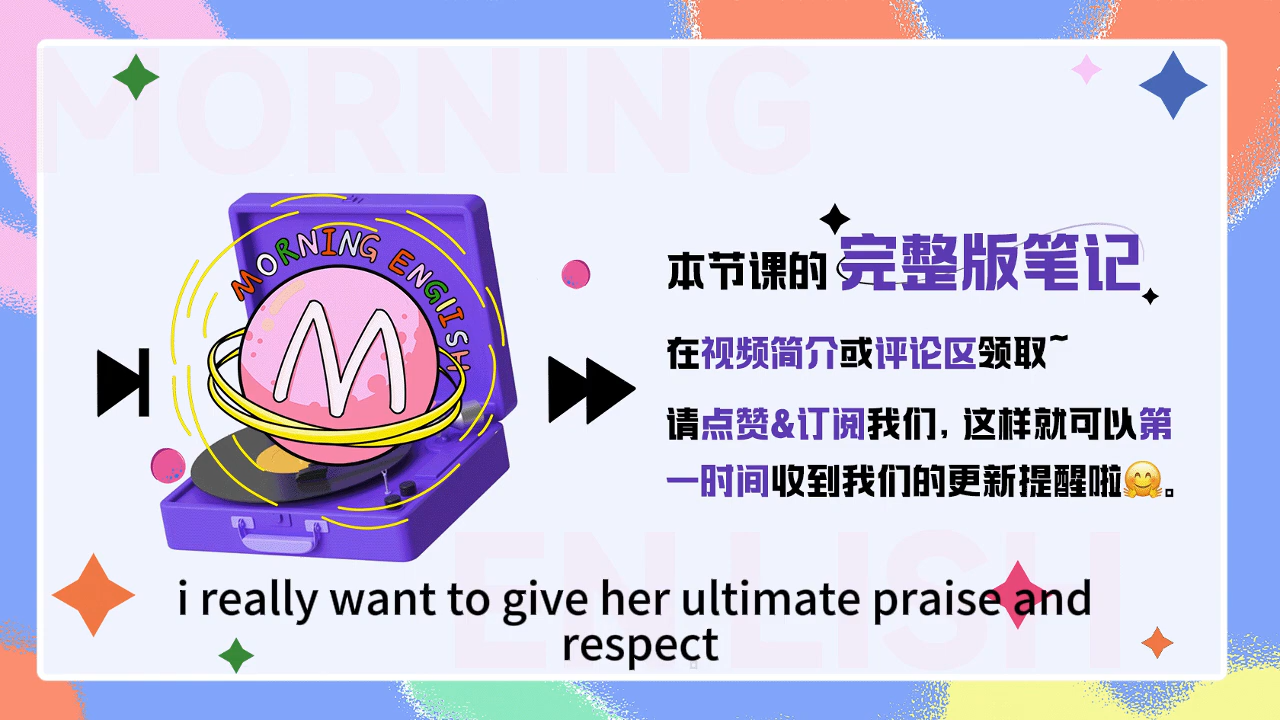 MORNING
MORNING ENGLISH
M
本节课的 完整版笔记
在视频简介或评论区领取~
请点赞&订阅我们, 这样就可以第
一时间收到我们的更新提醒啦🤗。
ENLISH
i really want to give her ultimate praise and
respect